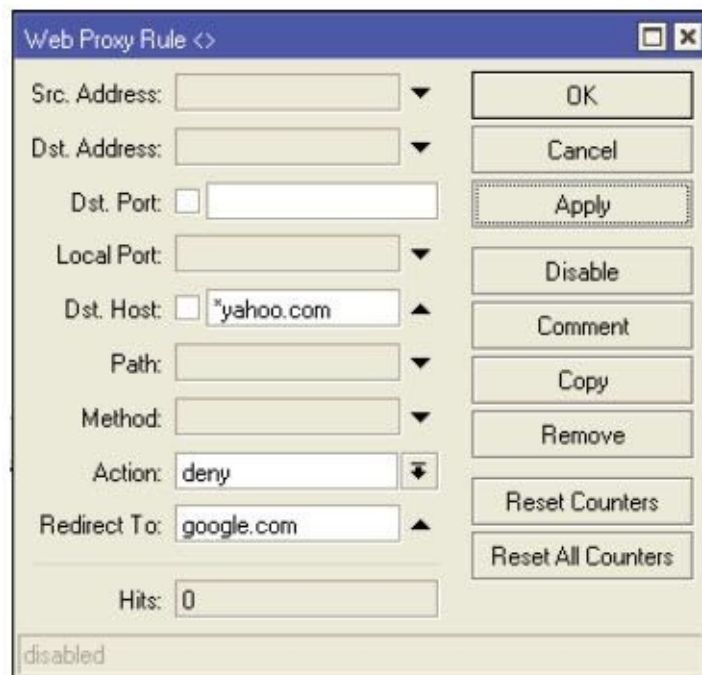 Web Proxy Rule <>
Src. Address:
Dst. Address:
Dst. Port:
Local Port:
Dst. Host: *yahoo.com
Path:
Method:
Action: deny
Redirect To: google.com
Hits: 0
disabled
OK
Cancel
Apply
Disable
Comment
Copy
Remove
Reset Counters
Reset All Counters